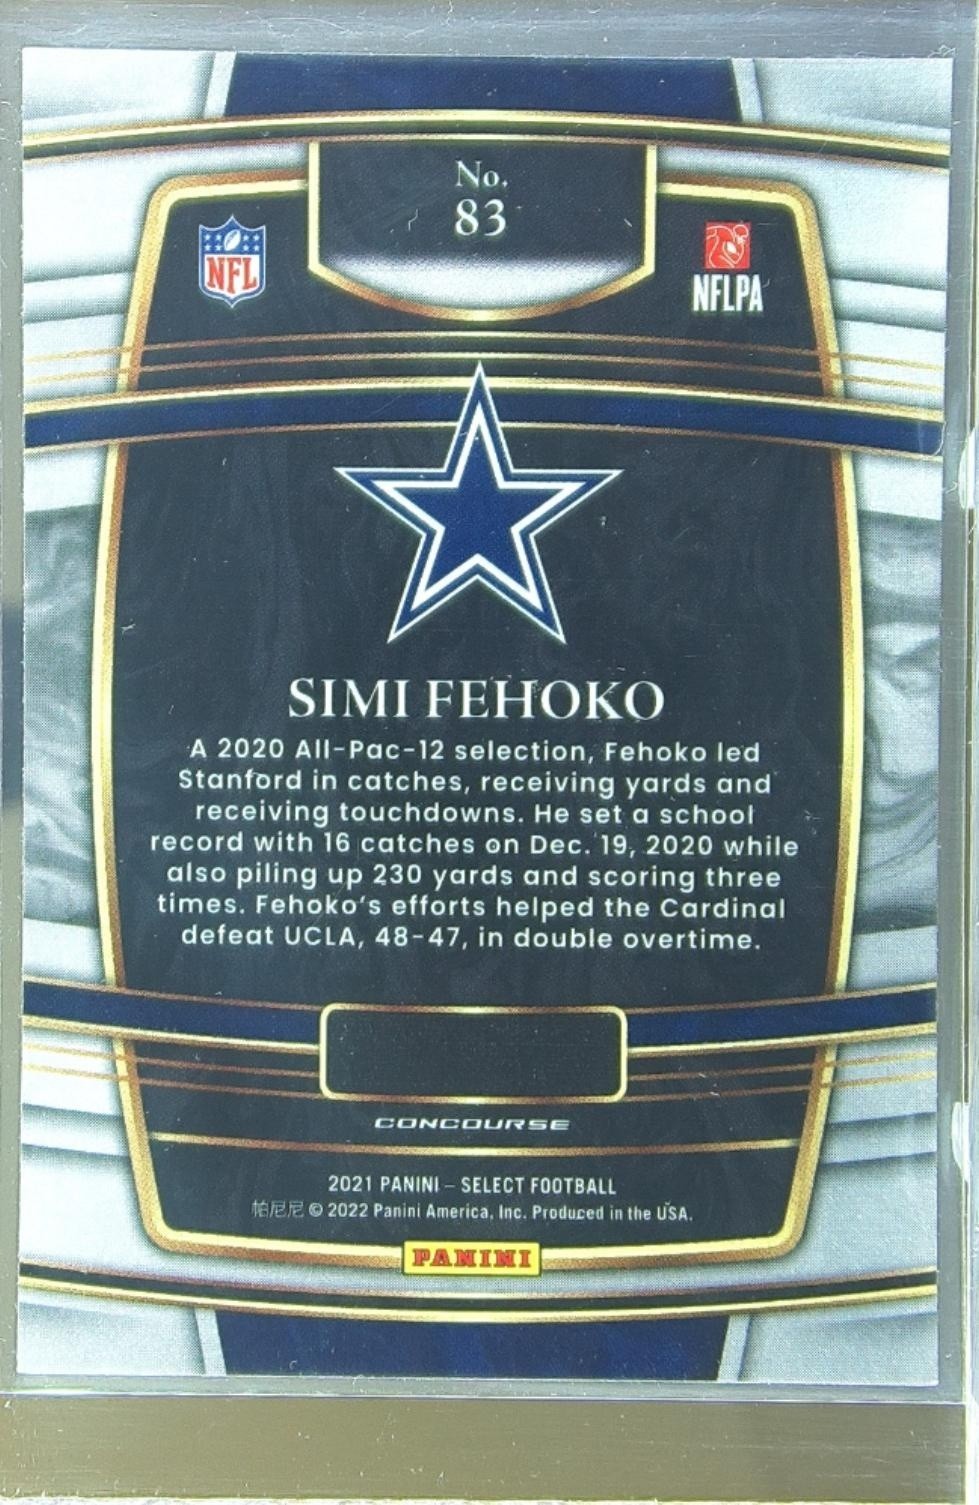 No.
83
NFL
NFLPA
SIMI FEHOKO
A 2020 All-Pac-12 selection, Fehoko led
Stanford in catches, receiving yards and
receiving touchdowns. He set a school
record with 16 catches on Dec. 19, 2020 while
also piling up 230 yards and scoring three
times. Fehoko's efforts helped the Cardinal
defeat UCLA, 48-47, in double overtime.
CONCOURSE
2021 PANINI – SELECT FOOTBALL
帕尼尼 © 2022 Panini America, Inc. Produced in the USA.
PANINI